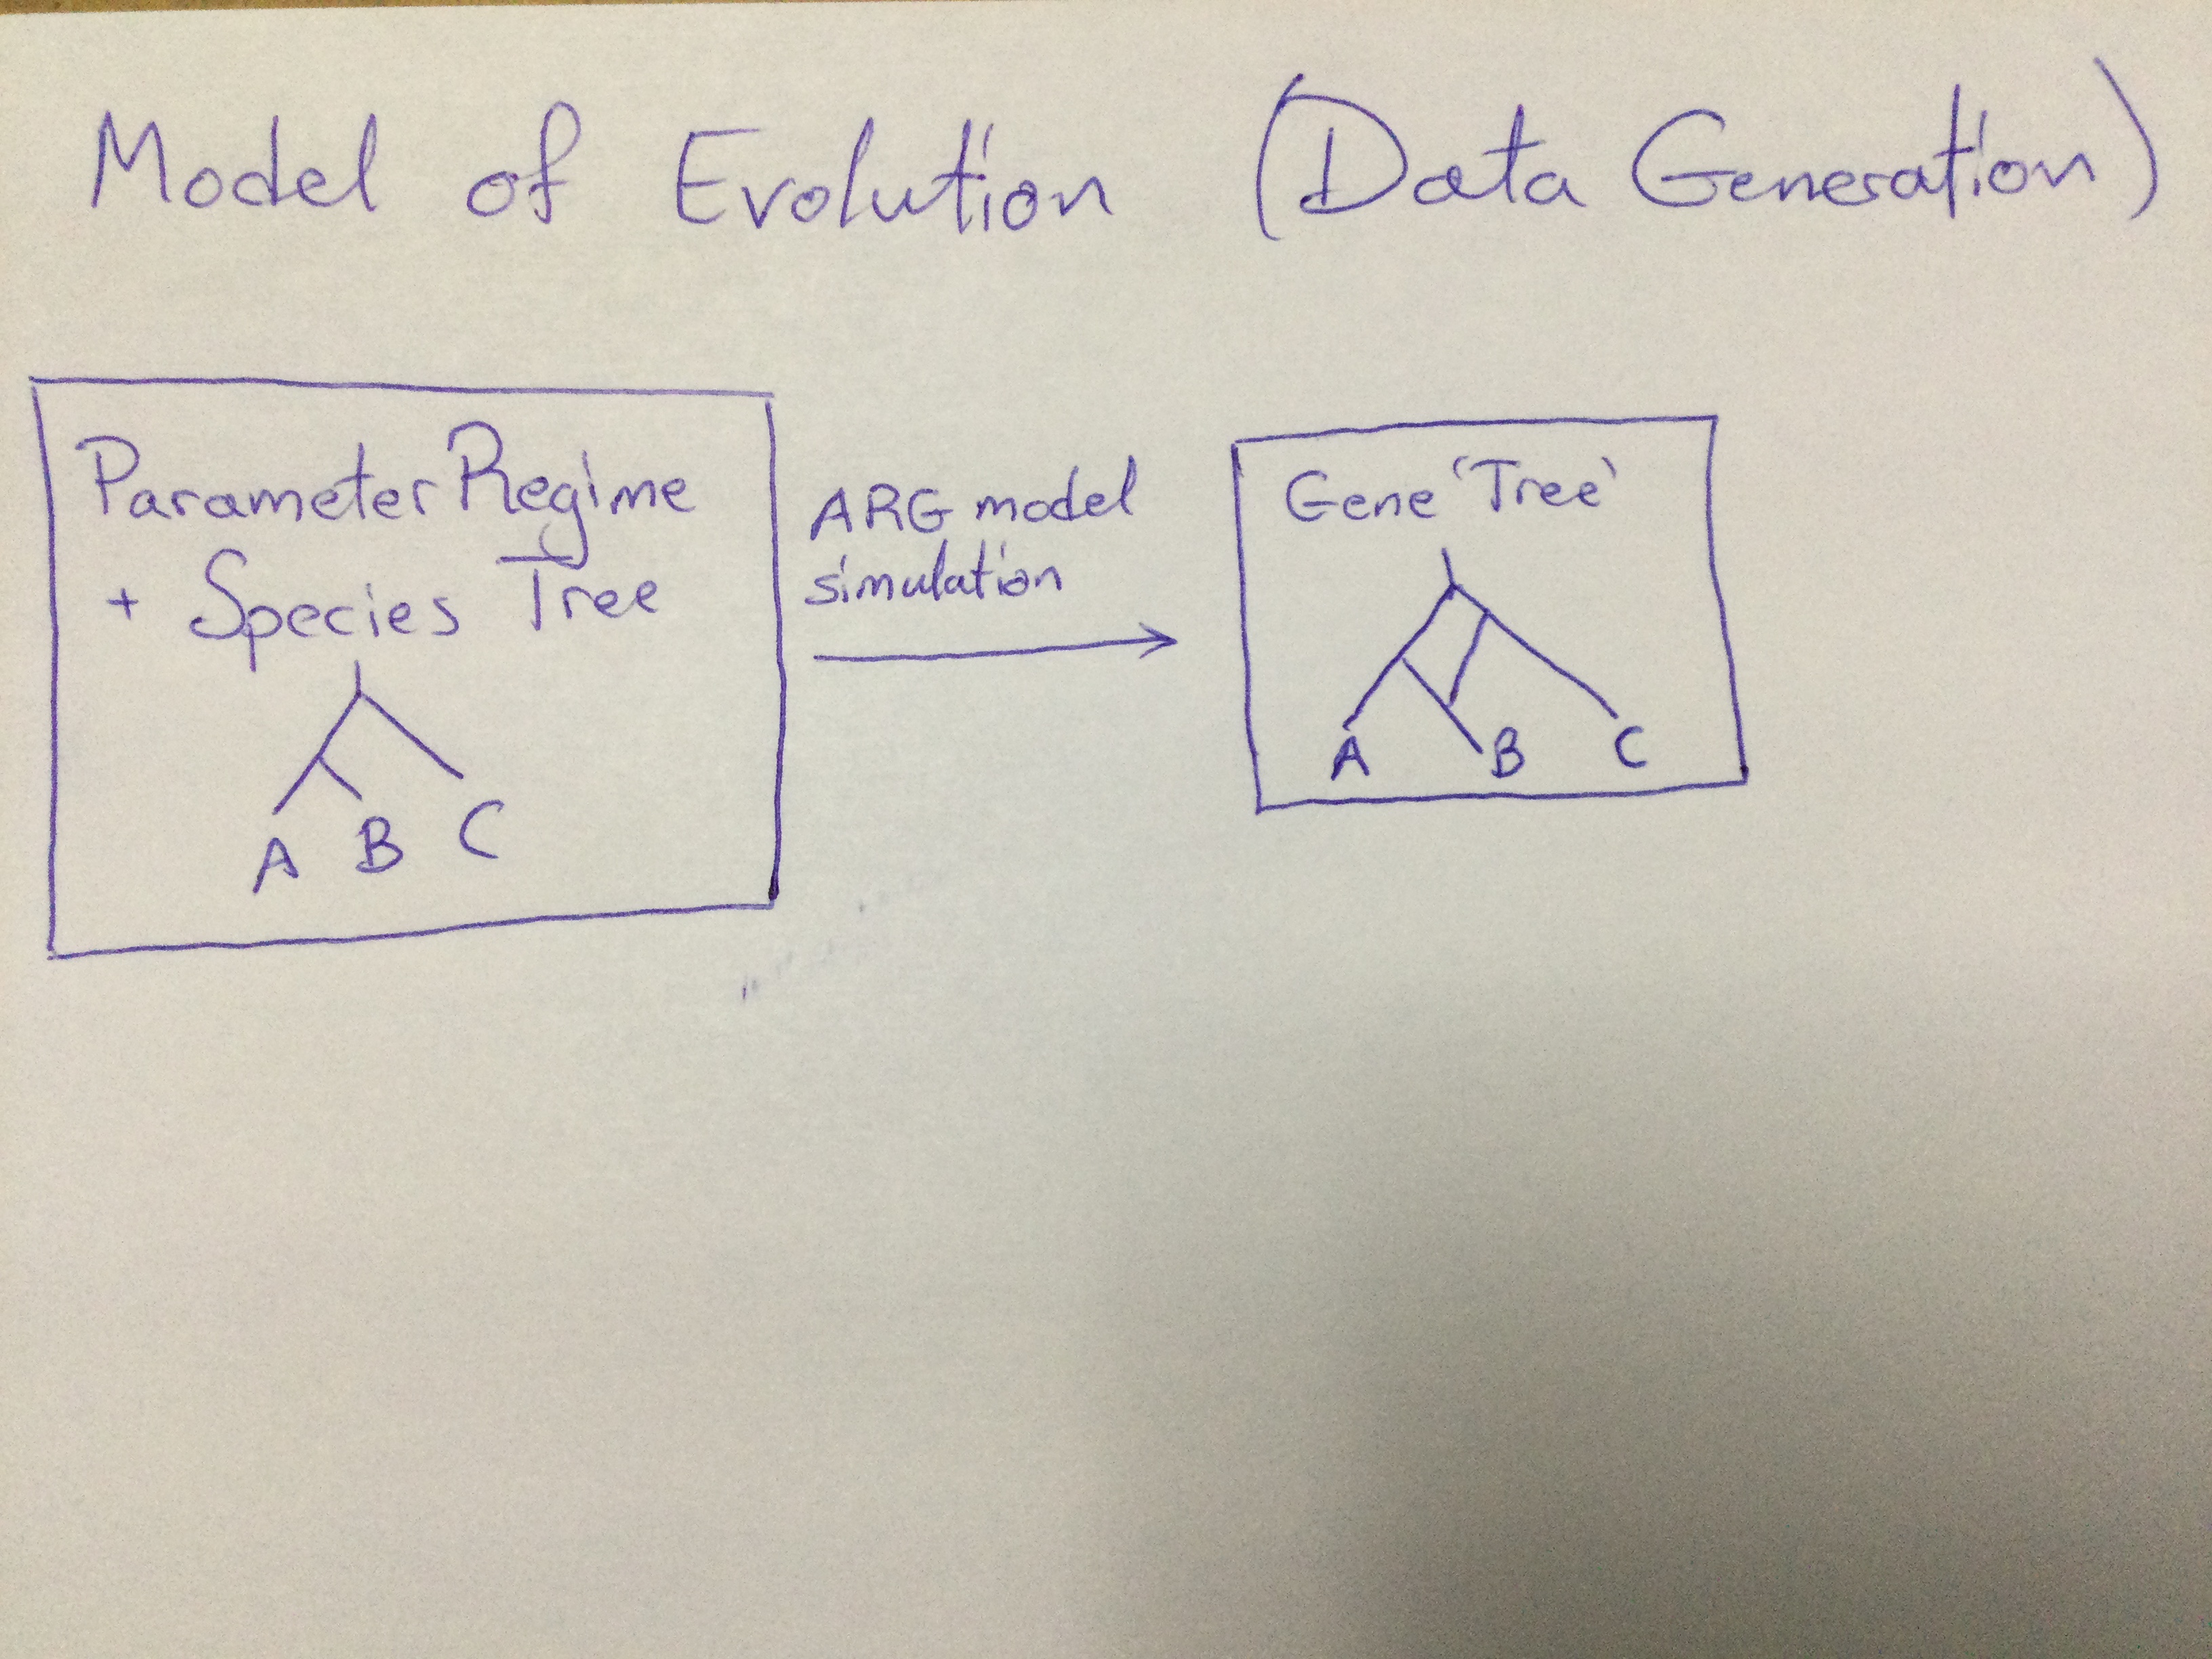 Model of Evolution (Data Generation)
Parameter Regime
+ Species Tree
A B C
ARG model
simulation
Gene 'Tree'
A B C